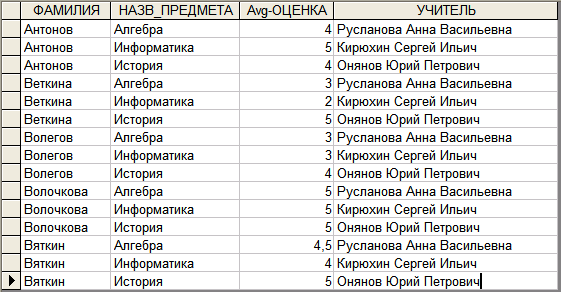 ФАМИЛИЯ НАЗВ_ПРЕДМЕТА Avg-ОЦЕНКА УЧИТЕЛЬ
Антонов Алгебра 4 Русланова Анна Васильевна
Антонов Информатика 5 Кирюхин Сергей Ильич
Антонов История 4 Онянов Юрий Петрович
Веткина Алгебра 3 Русланова Анна Васильевна
Веткина Информатика 2 Кирюхин Сергей Ильич
Веткина История 5 Онянов Юрий Петрович
Волегов Алгебра 3 Русланова Анна Васильевна
Волегов Информатика 3 Кирюхин Сергей Ильич
Волегов История 4 Онянов Юрий Петрович
Волочкова Алгебра 5 Русланова Анна Васильевна
Волочкова Информатика 5 Кирюхин Сергей Ильич
Волочкова История 5 Онянов Юрий Петрович
Вяткин Алгебра 4,5 Русланова Анна Васильевна
Вяткин Информатика 4 Кирюхин Сергей Ильич
Вяткин История 5 Онянов Юрий Петрович